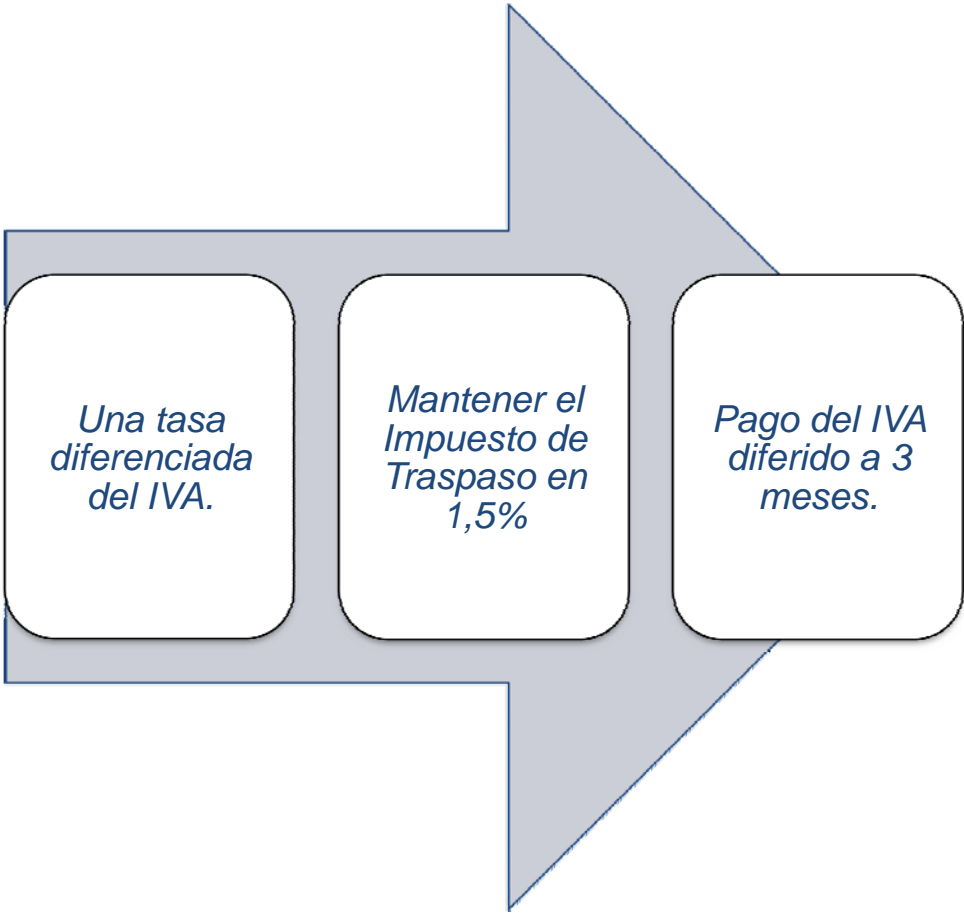 Una tasa
diferenciada
del IVA.
Mantener el
Impuesto de
Traspaso en
1,5%
Pago del IVA
diferido a 3
meses.